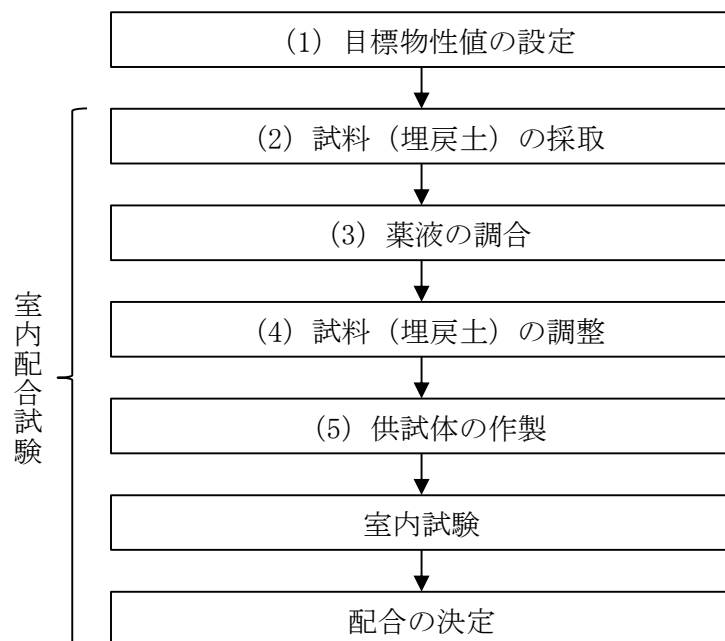 (1) 目標物性値の設定
(2) 試料（埋戻土）の採取
(3) 薬液の調合
(4) 試料（埋戻土）の調整
(5) 供試体の作製
室内試験
配合の決定
室内配合試験